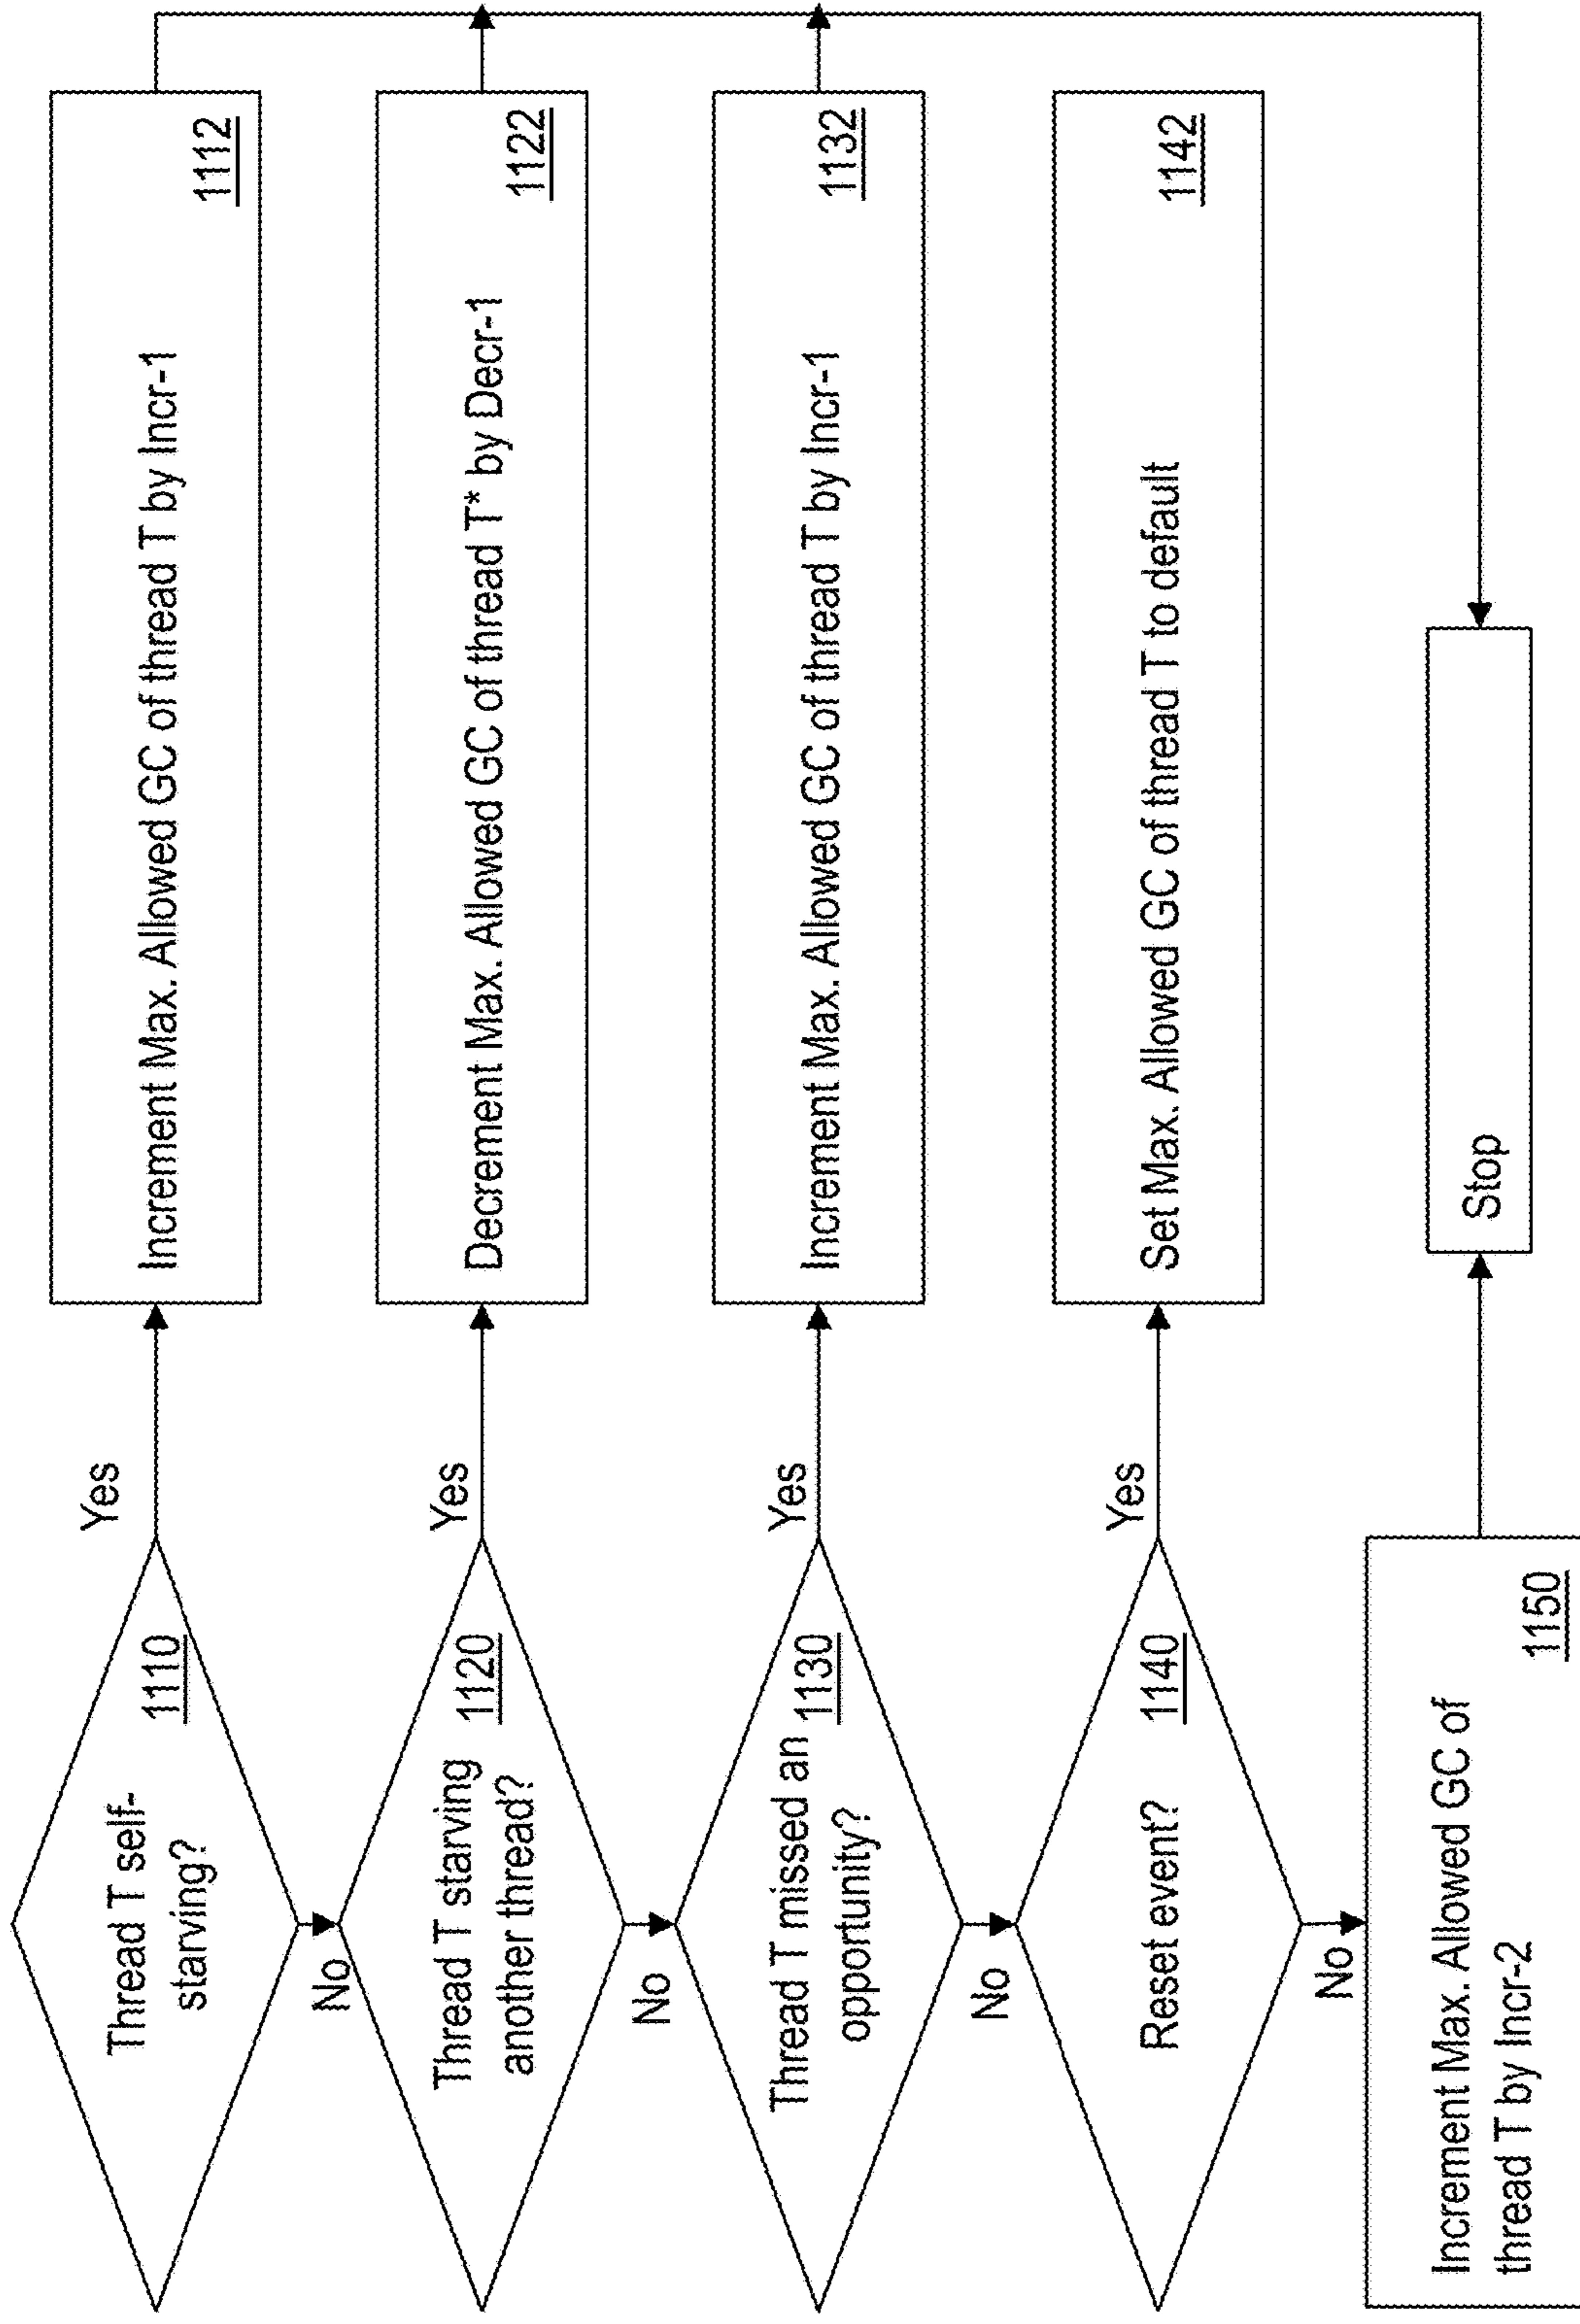 Thread T self-
starving?
1110
Yes
Increment Max. Allowed GC of thread T by Incr-1
1112
No
Thread T starving
another thread?
1120
Yes
Decrement Max. Allowed GC of thread T* by Decr-1
1122
No
Thread T missed an
opportunity?
1130
Yes
Increment Max. Allowed GC of thread T by Incr-1
1132
No
Reset event?
1140
Yes
Set Max. Allowed GC of thread T to default
1142
No
Increment Max. Allowed GC of
thread T by Incr-2
1150
Stop